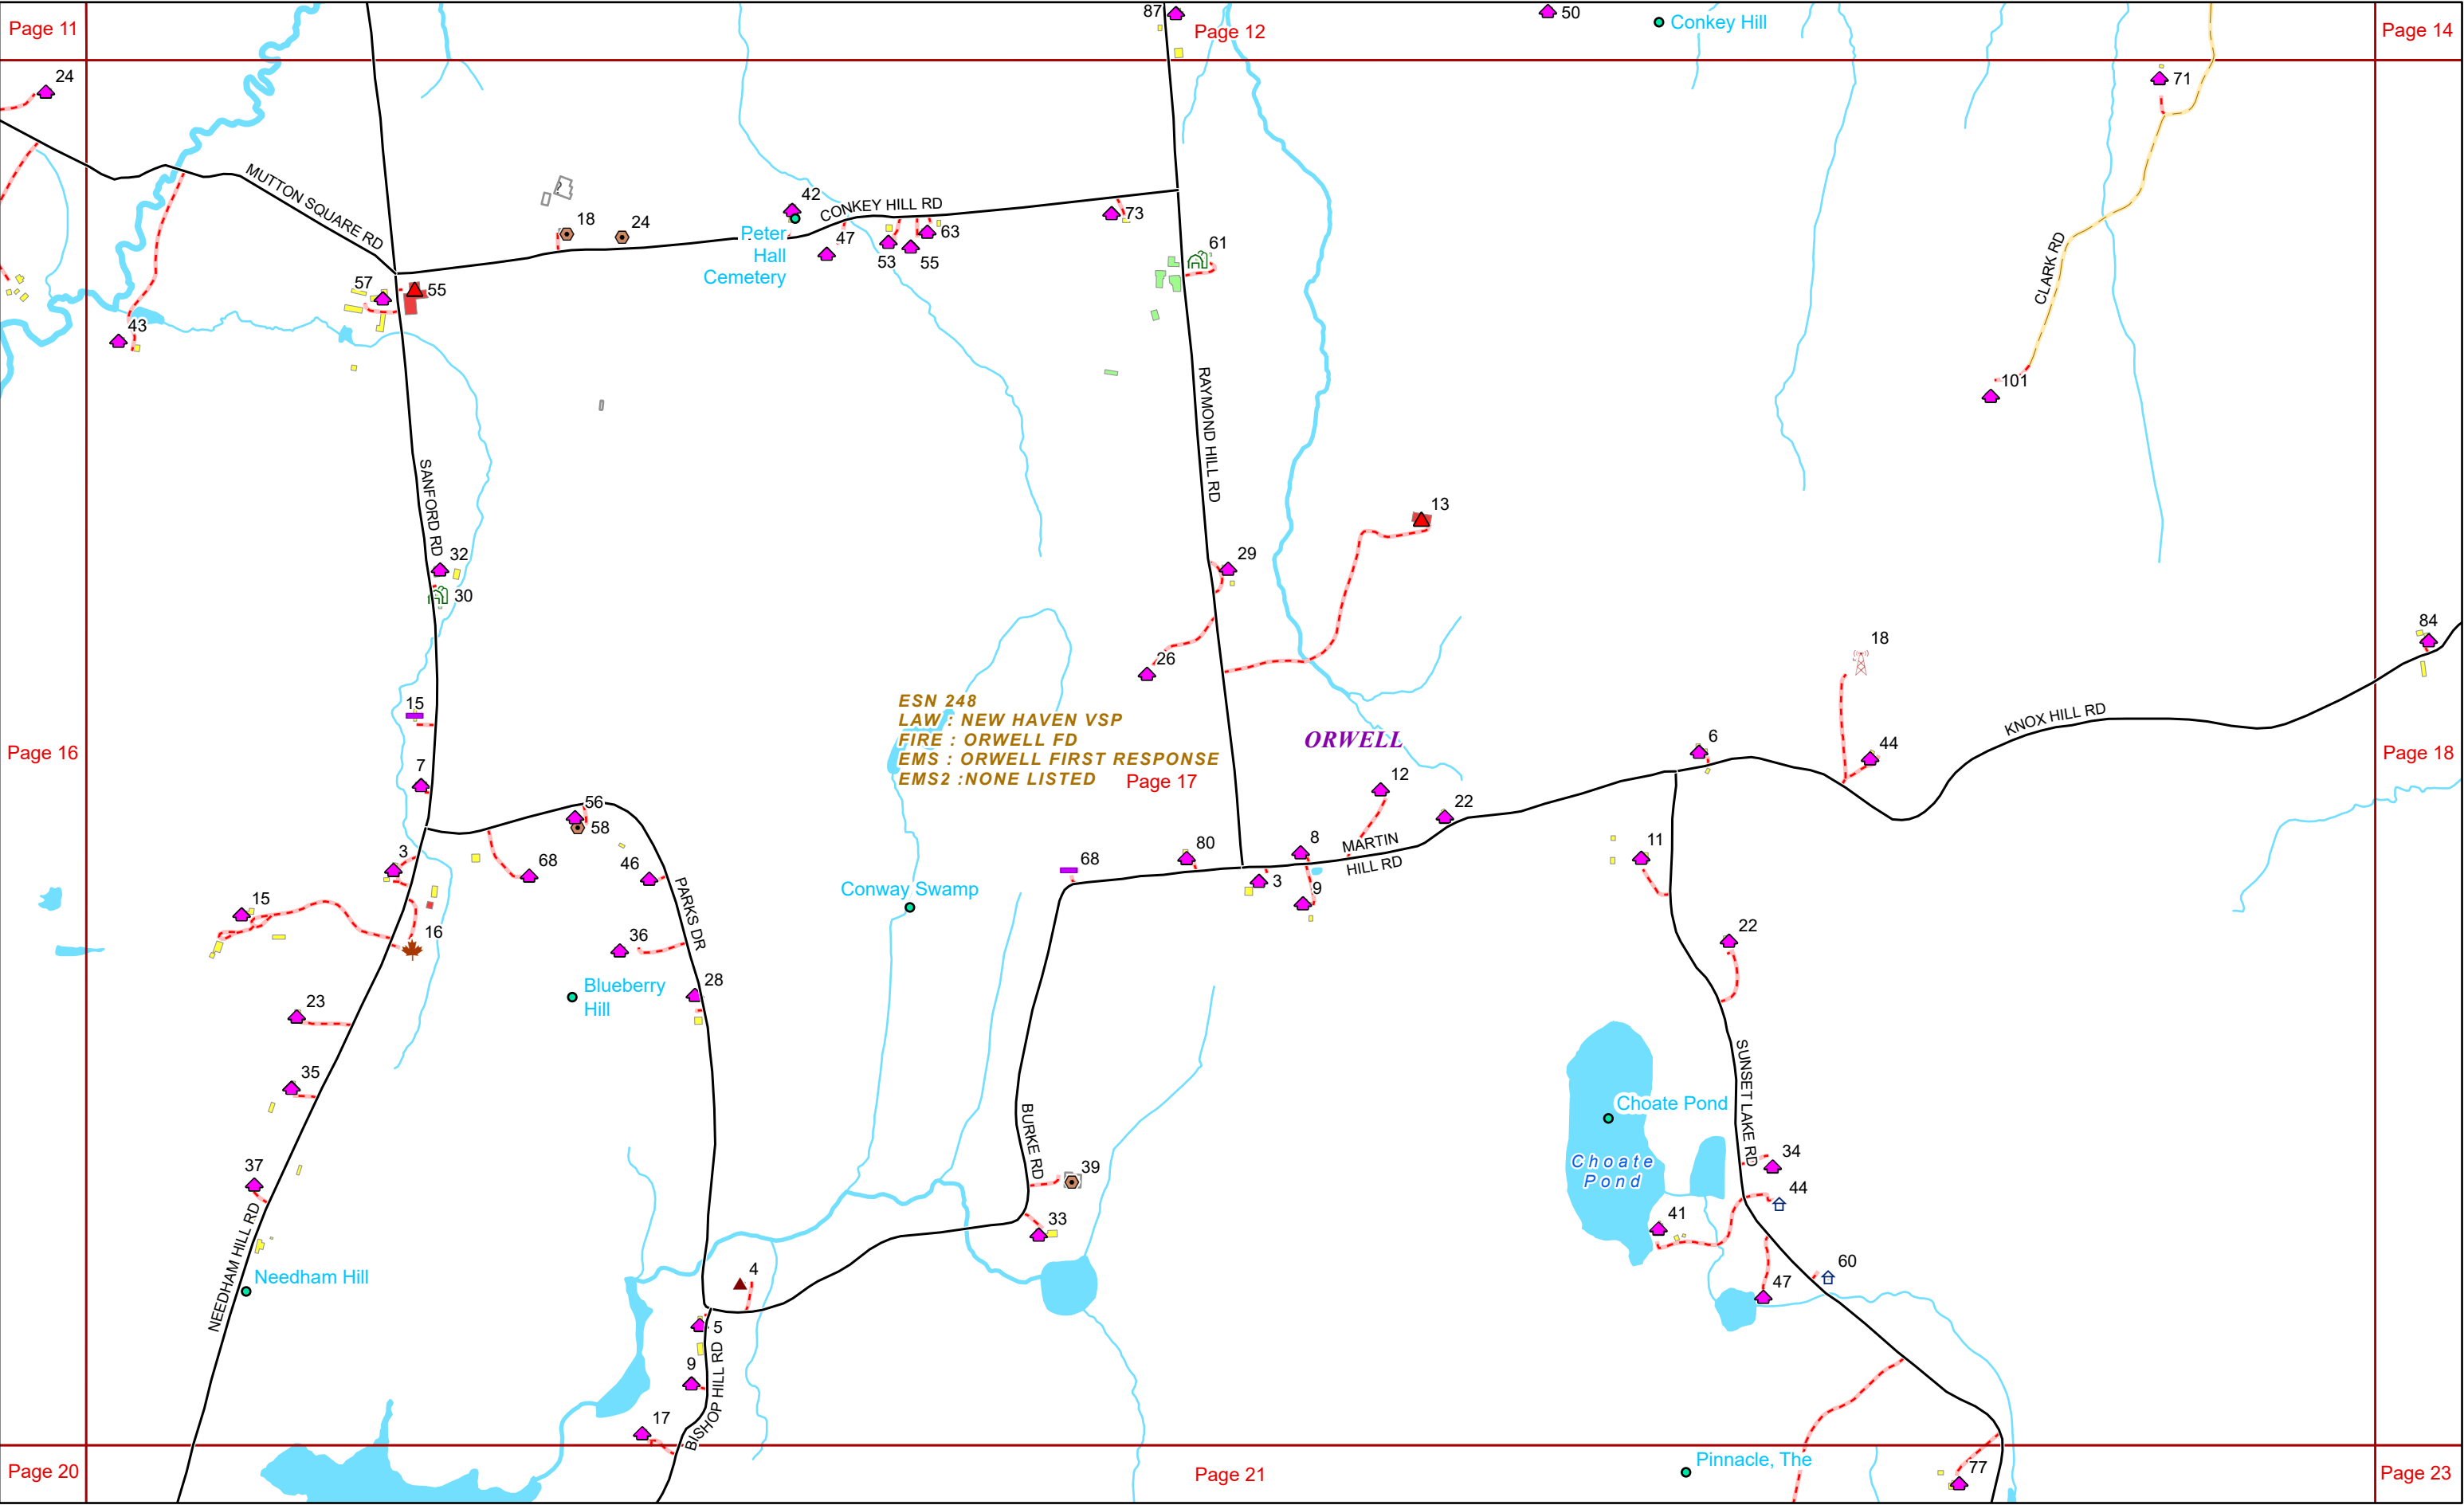 Page 11
87
Page 12
50
Conkey Hill
Page 14
24
71
MUTTON SQUARE RD
18
24
42
CONKEY HILL RD
73
Peter
Hall
Cemetery
47
53
55
63
61
57
55
43
CLARK RD
101
RAYMOND HILL RD
SANFORD RD
13
32
30
29
26
18
84
15
ESN 248
LAW : NEW HAVEN VSP
FIRE : ORWELL FD
EMS : ORWELL FIRST RESPONSE
EMS2 :NONE LISTED
ORWELL
KNOX HILL RD
6
44
Page 16
Page 17
Page 18
7
12
22
56
58
3
68
46
68
80
8
MARTIN
HILL RD
3
9
11
PARKS DR
Conway Swamp
15
16
36
22
28
Blueberry
Hill
23
35
SUNSET LAKE RD
Choate Pond
BURKE RD
Choate
Pond
34
44
37
39
33
41
NEEDHAM HILL RD
Needham Hill
4
60
47
5
9
BISHOP HILL RD
17
Page 20
Page 21
Pinnacle, The
77
Page 23